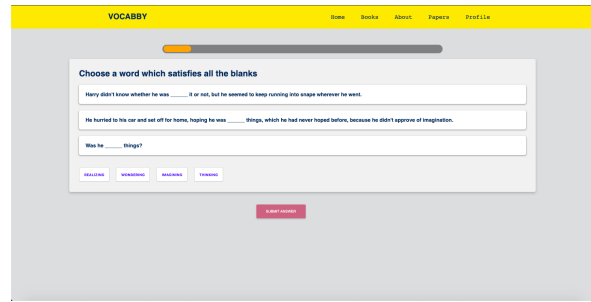 VOCABBY
Home Books About Papers Profile
Choose a word which satisfies all the blanks
Harry didn't know whether he was ______ it or not, but he seemed to keep running into snape wherever he went.
He hurried to his car and set off for home, hoping he was ______ things, which he had never hoped before, because he didn't approve of imagination.
Was he ______ things?
REALIZING WONDERING IMAGINING THINKING
SUBMIT ANSWER